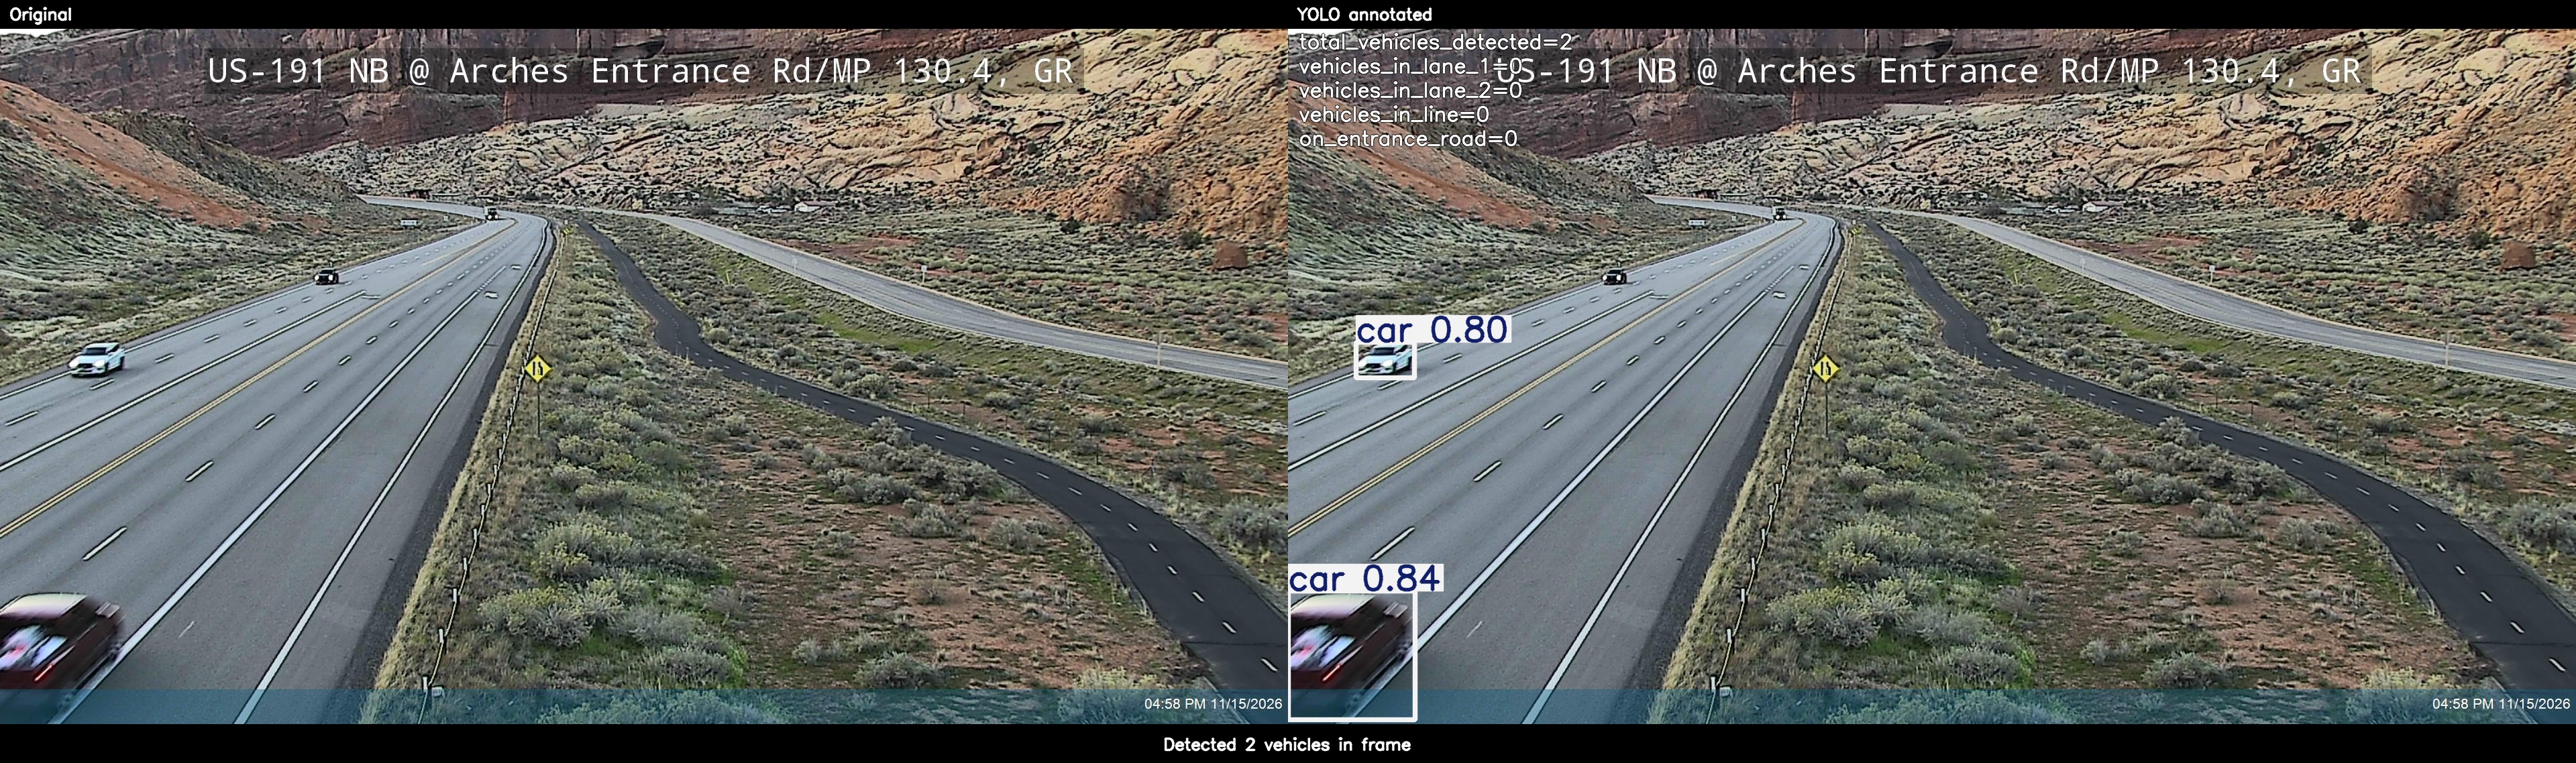 Original
US-191 NB @ Arches Entrance Rd/MP 130.4, GR
04:58 PM 11/15/2026
YOLO annotated
total_vehicles_detected=2
vehicles_in_lane_1=0
US-191 NB @ Arches Entrance Rd/MP 130.4, GR
vehicles_in_lane_2=0
vehicles_in_line=0
on_entrance_road=0
car 0.80
car 0.84
04:58 PM 11/15/2026
Detected 2 vehicles in frame